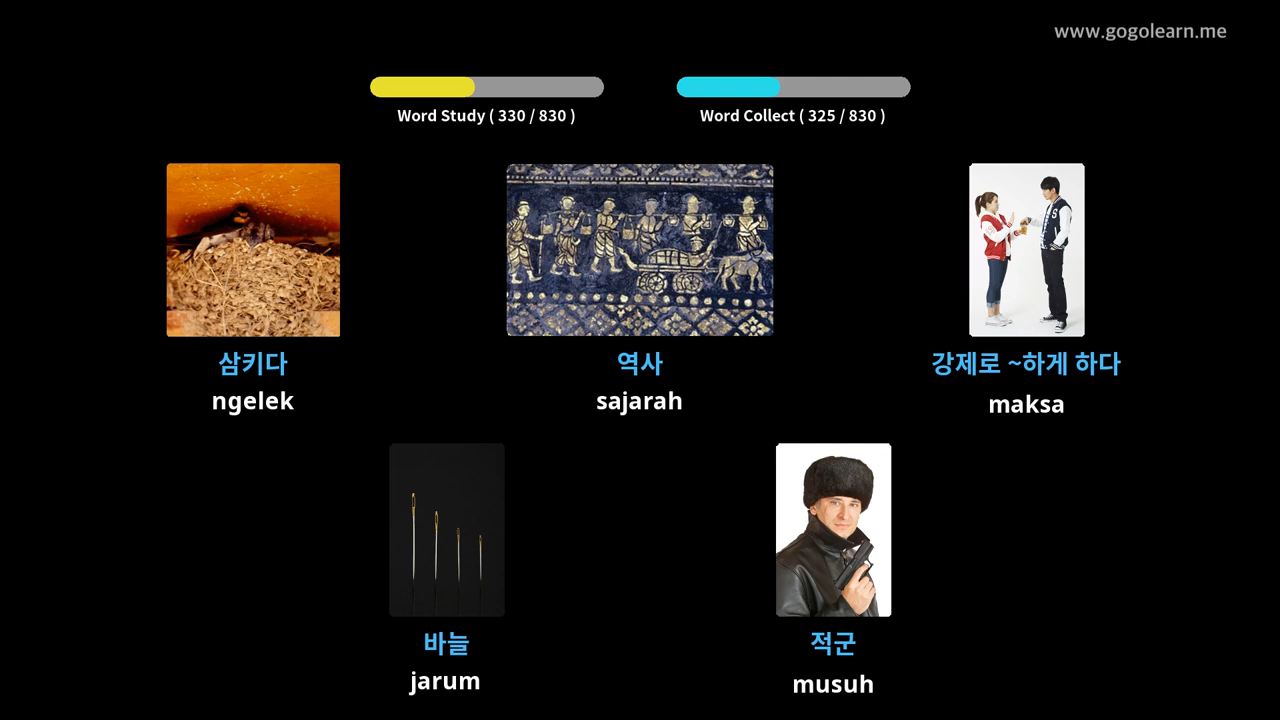 www.gogolearn.me
Word Study ( 330 / 830 )
Word Collect ( 325 / 830 )
삼키다
ngelek
역사
sajarah
강제로 ~하게 하다
maksa
바늘
jarum
적군
musuh